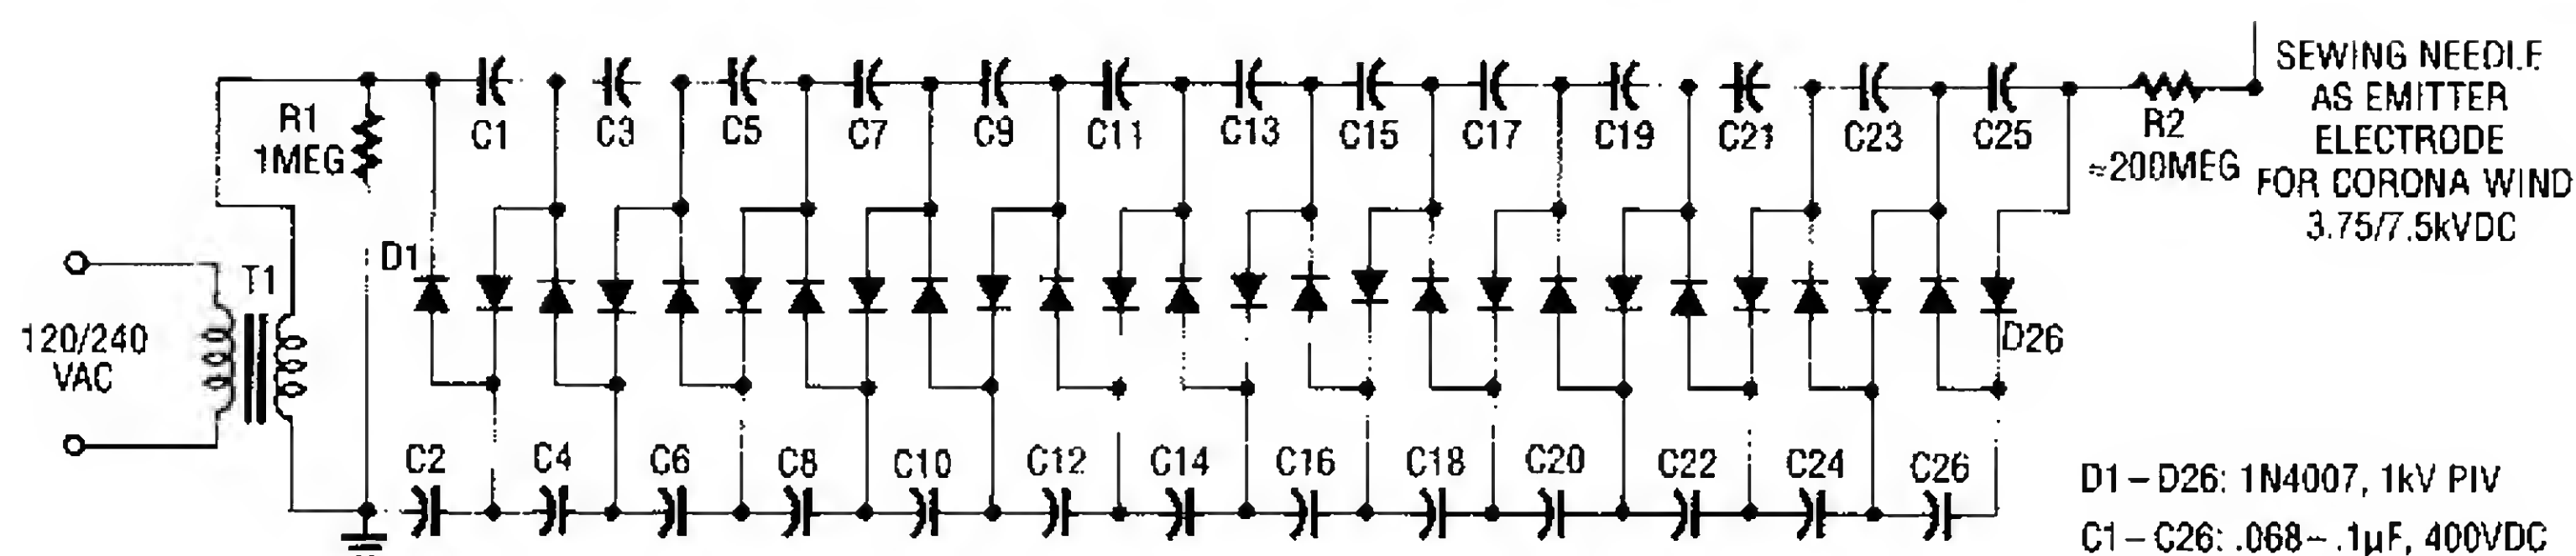 C1
C3
C5
C7
C9
C11
C13
C15
C17
C19
C21
C23
C25
R1
1MEG
R2
≈200MEG
SEWING NEEDLE
AS EMITTER
ELECTRODE
FOR CORONA WIND
3.75/7.5kVDC
D1
T1
120/240
VAC
D26
C2
C4
C6
C8
C10
C12
C14
C16
C18
C20
C22
C24
C26
D1–D26: 1N4007, 1kV PIV
C1–C26: .068–.1µF, 400VDC